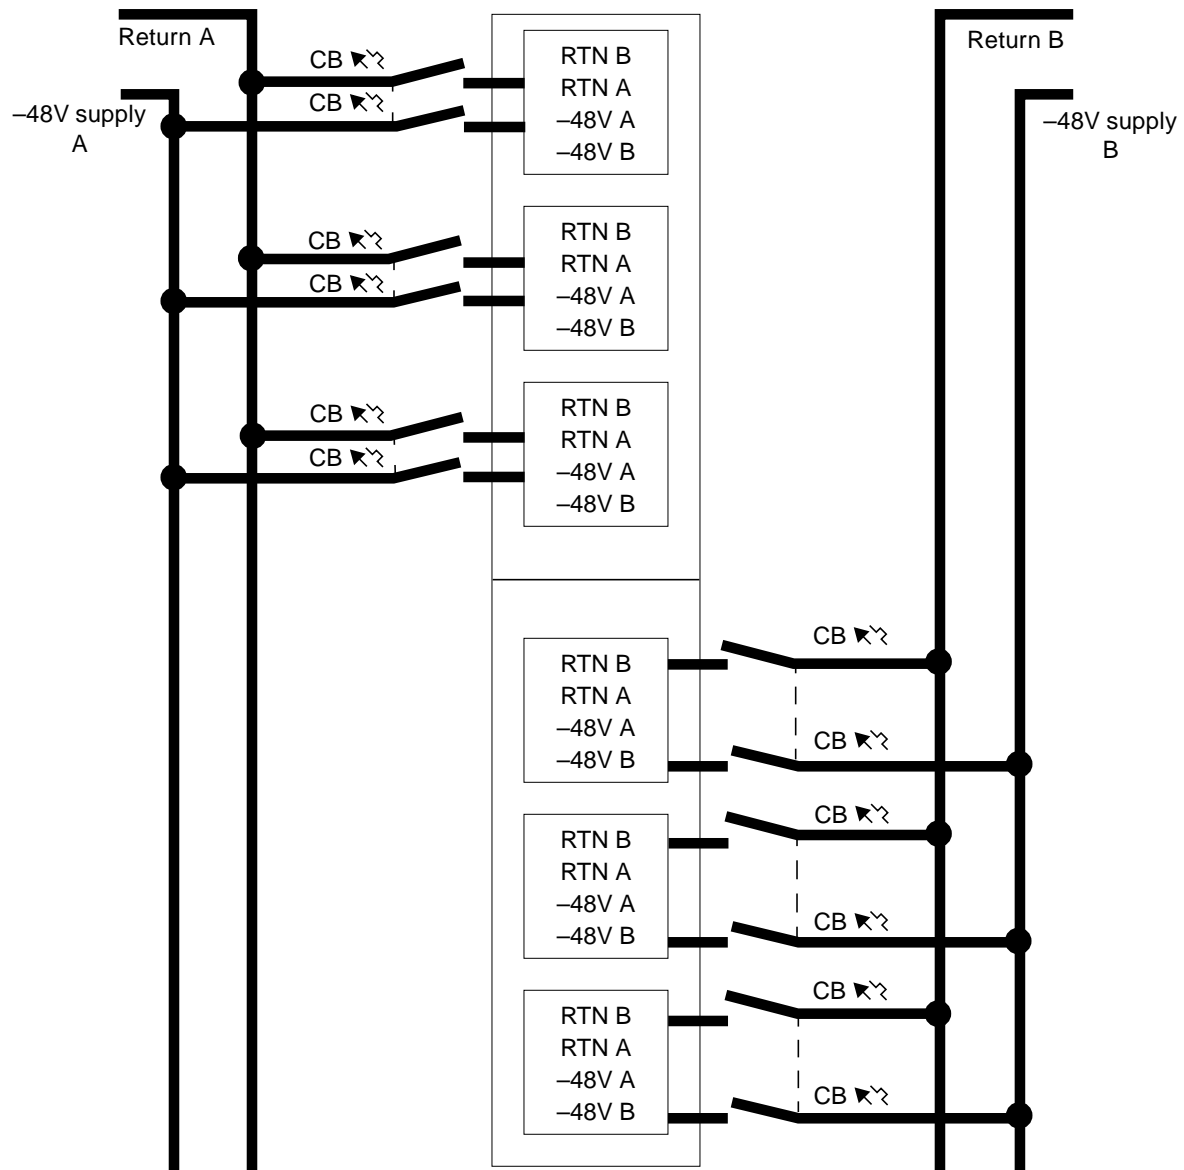 Return A
–48V supply
A
CB
CB
RTN B
RTN A
–48V A
–48V B
Return B
–48V supply
B
CB
CB
RTN B
RTN A
–48V A
–48V B
CB
CB
RTN B
RTN A
–48V A
–48V B
RTN B
RTN A
–48V A
–48V B
CB
CB
RTN B
RTN A
–48V A
–48V B
CB
CB
RTN B
RTN A
–48V A
–48V B
CB
CB